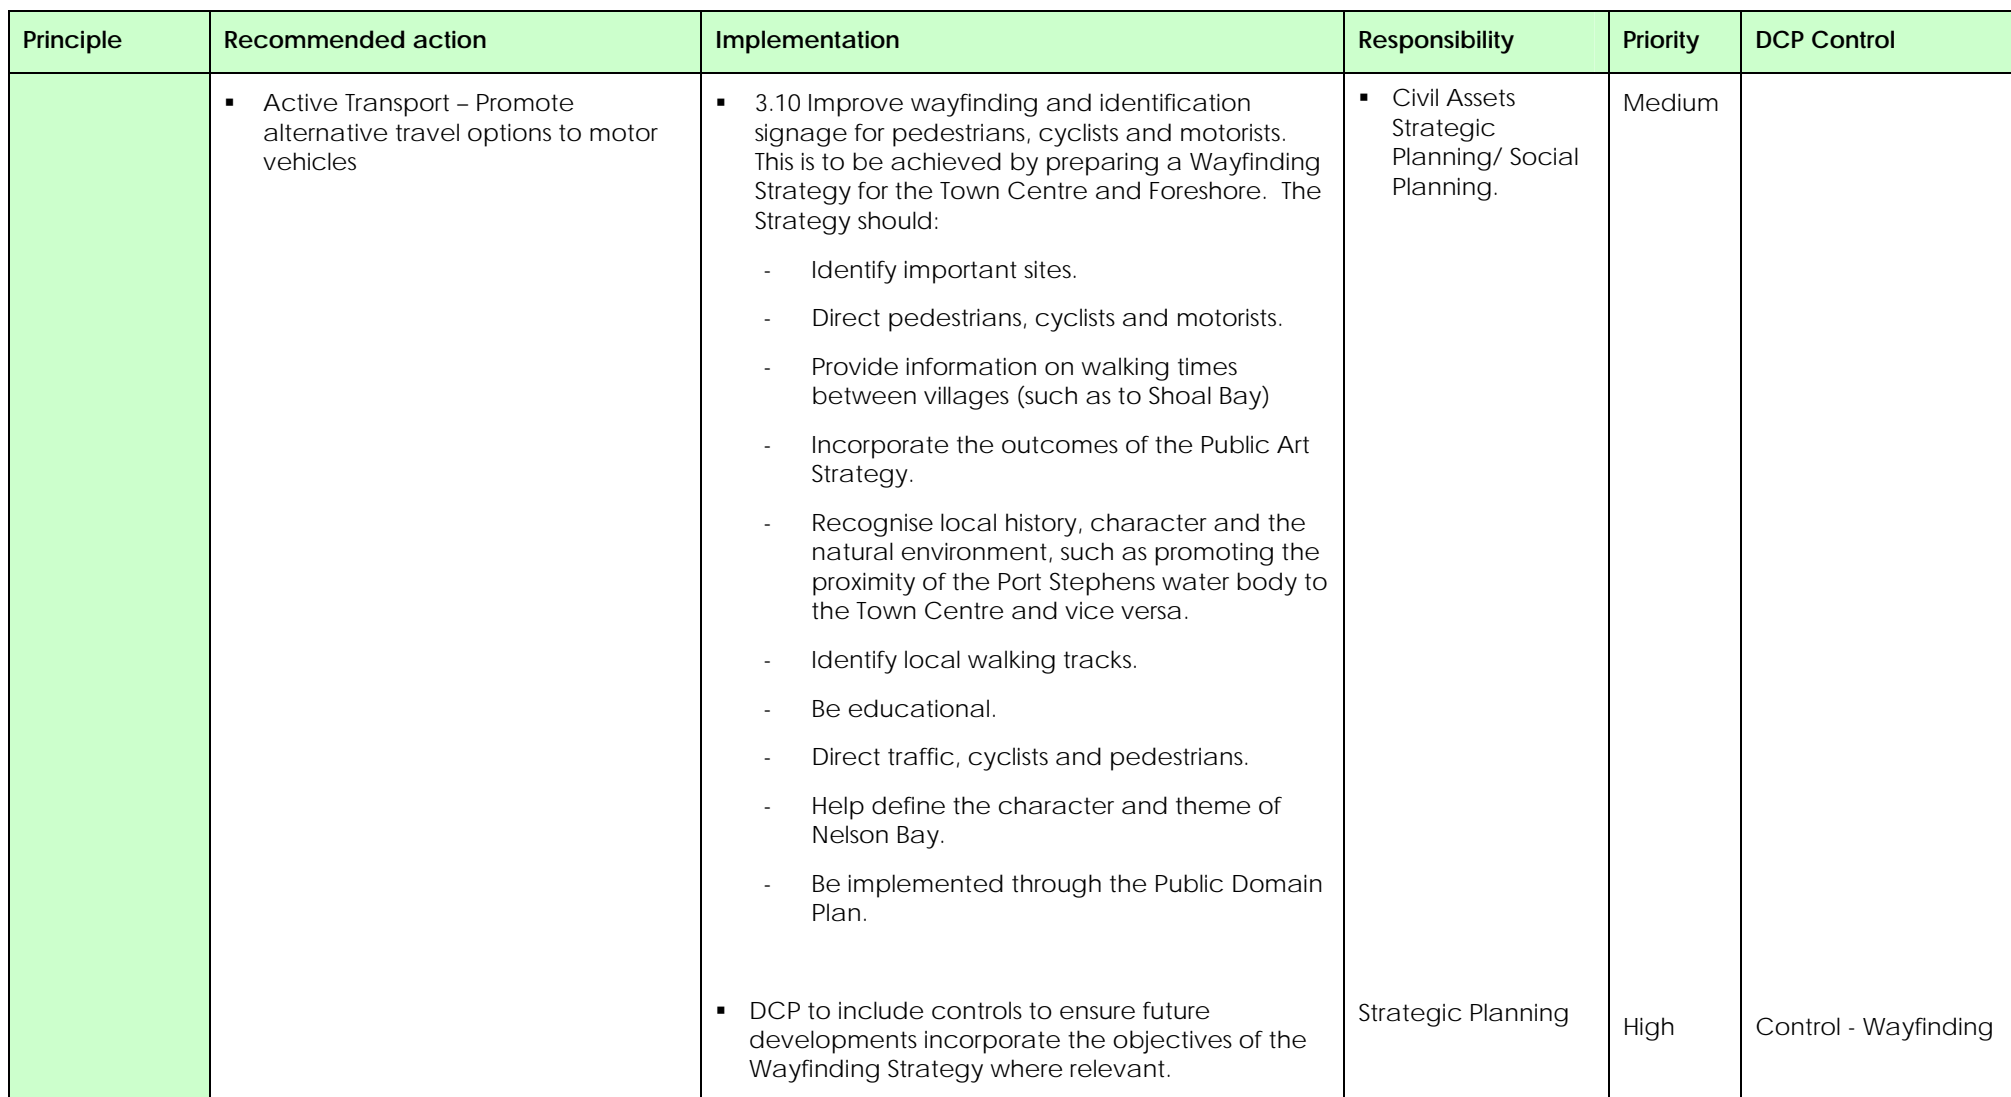 Principle
Recommended action
Implementation
Responsibility
Priority
DCP Control
▪ Active Transport – Promote
alternative travel options to motor
vehicles
▪ 3.10 Improve wayfinding and identification
signage for pedestrians, cyclists and motorists.
This is to be achieved by preparing a Wayfinding
Strategy for the Town Centre and Foreshore. The
Strategy should:
- Identify important sites.
- Direct pedestrians, cyclists and motorists.
- Provide information on walking times
between villages (such as to Shoal Bay)
- Incorporate the outcomes of the Public Art
Strategy.
- Recognise local history, character and the
natural environment, such as promoting the
proximity of the Port Stephens water body to
the Town Centre and vice versa.
- Identify local walking tracks.
- Be educational.
- Direct traffic, cyclists and pedestrians.
- Help define the character and theme of
Nelson Bay.
- Be implemented through the Public Domain
Plan.
▪ Civil Assets
Strategic
Planning/ Social
Planning.
Medium
▪ DCP to include controls to ensure future
developments incorporate the objectives of the
Wayfinding Strategy where relevant.
Strategic Planning
High
Control - Wayfinding